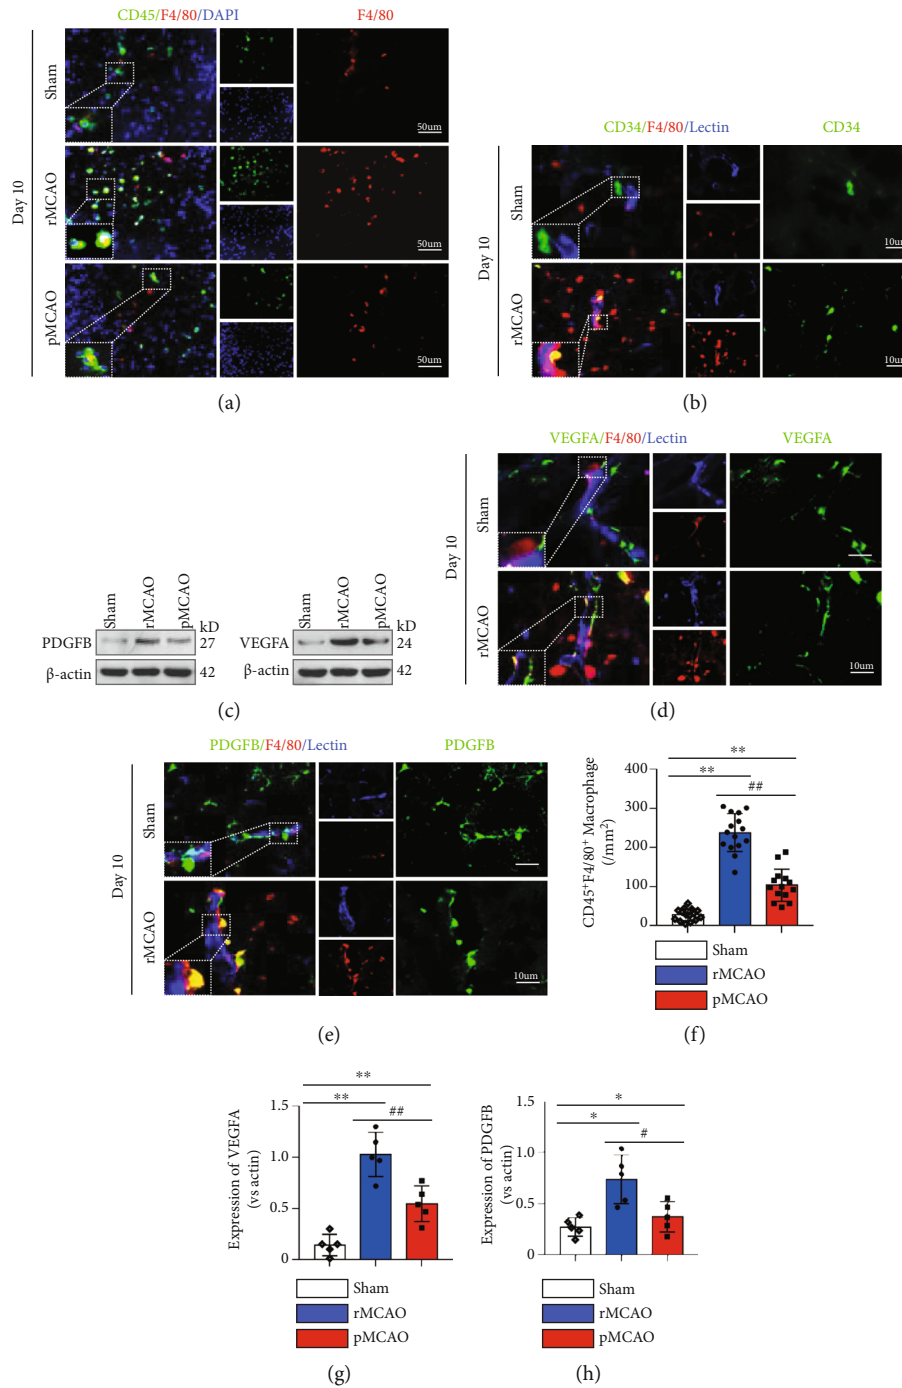 CD45/F4/80/DAPI
F4/80
Day 10
Sham
50um
rMCAO
50um
pMCAO
50um
(a)
CD34/F4/80/Lectin
CD34
Day 10
Sham
10um
rMCAO
10um
(b)
Sham
rMCAO
pMCAO
kD
PDGFB
27
β-actin
42
Sham
rMCAO
pMCAO
kD
VEGFA
24
β-actin
42
(c)
VEGFA/F4/80/Lectin
VEGFA
Day 10
Sham
rMCAO
10um
(d)
PDGFB/F4/80/Lectin
PDGFB
Day 10
Sham
rMCAO
10um
(e)
CD45⁺F4/80⁺ Macrophage
(/mm²)
400
300
200
100
0
**
**
##
Sham
rMCAO
pMCAO
(f)
Expression of VEGFA
(vs actin)
1.5
1.0
0.5
0
**
**
##
Sham
rMCAO
pMCAO
(g)
Expression of PDGFB
(vs actin)
1.5
1.0
0.5
0
*
*
#
Sham
rMCAO
pMCAO
(h)